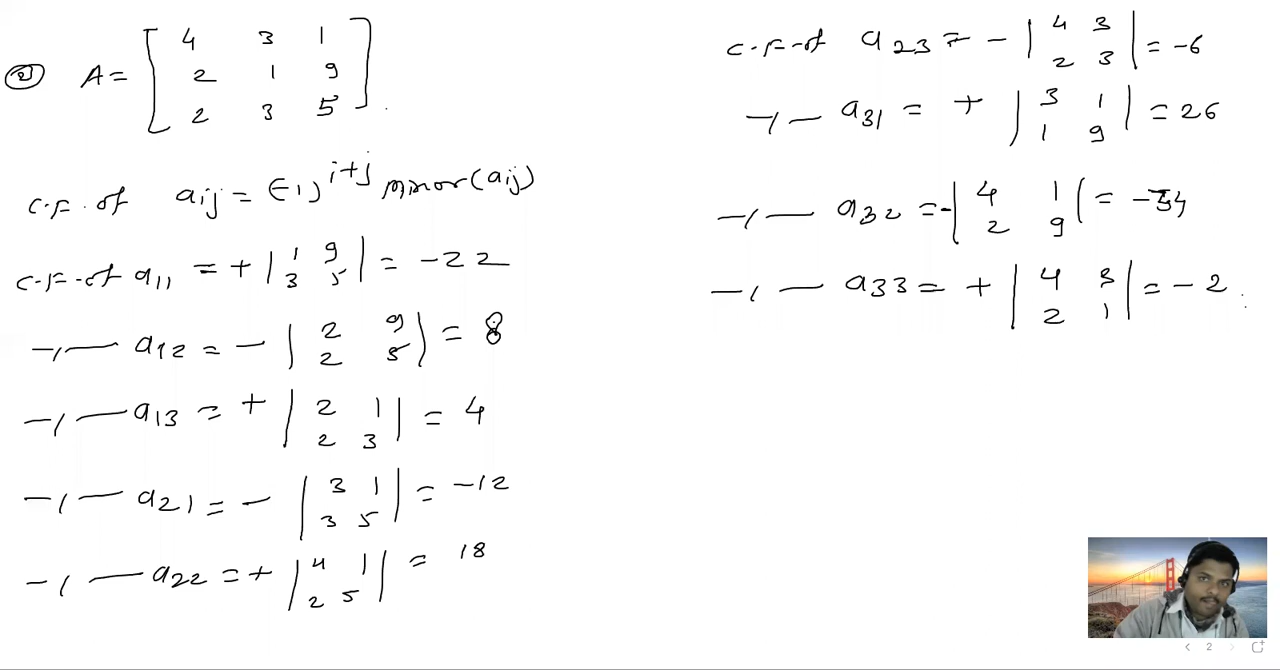 ② A = [ 4 3 1
2 1 9
2 3 5 ].
C.F. of aij = (-1)^i+j minor(aij)
C.F. of a11 = + | 1 9 3 5 | = -22
-"- a12 = - | 2 9 2 5 | = 8
-"- a13 = + | 2 1 2 3 | = 4
-"- a21 = - | 3 1 3 5 | = -12
-"- a22 = + | 4 1 2 5 | = 18
C.F. of a23 = - | 4 3 2 3 | = -6
-"- a31 = + | 3 1 1 9 | = 26
-"- a32 = - | 4 1 2 9 | = -34
-"- a33 = + | 4 3 2 1 | = -2
< 2 >